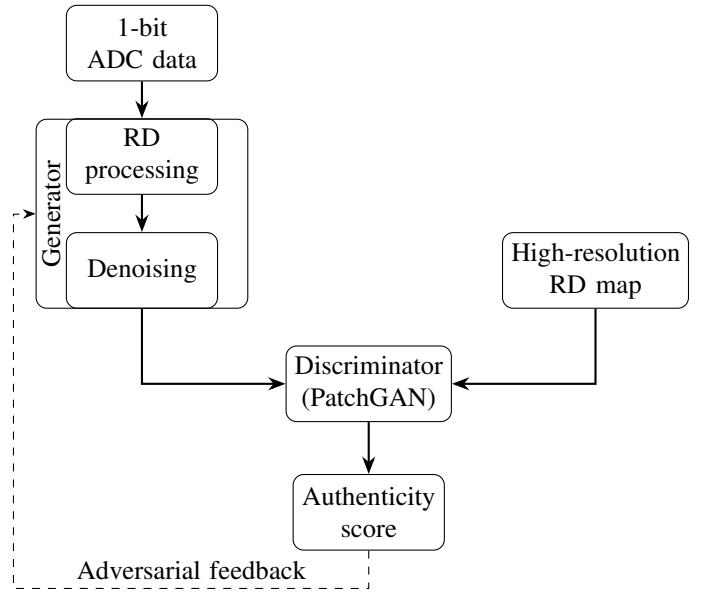 1-bit
ADC data
Generator
RD
processing
Denoising
High-resolution
RD map
Discriminator
(PatchGAN)
Authenticity
score
Adversarial feedback